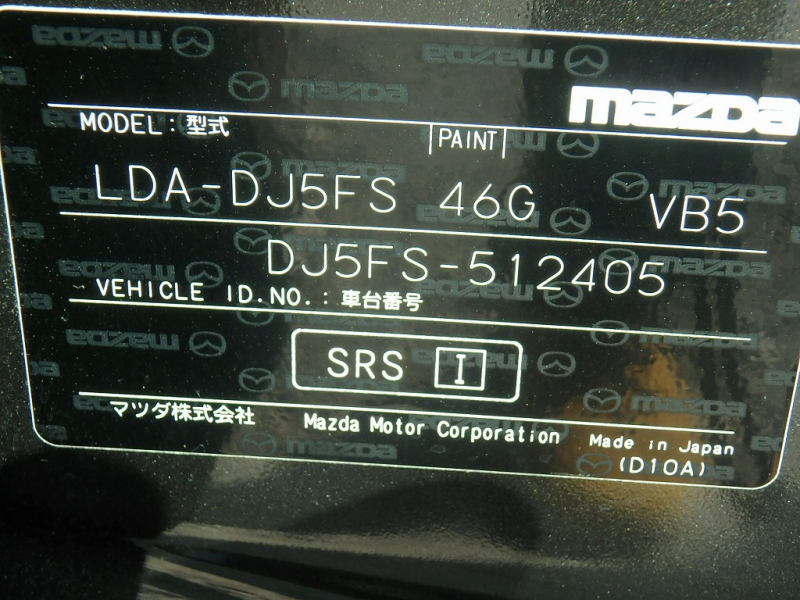 mazda
MODEL: 型式 PAINT
LDA-DJ5FS 46G VB5
DJ5FS-512405
VEHICLE ID.NO.: 車台番号
SRS I
マツダ株式会社 Mazda Motor Corporation Made in Japan
(D10A)